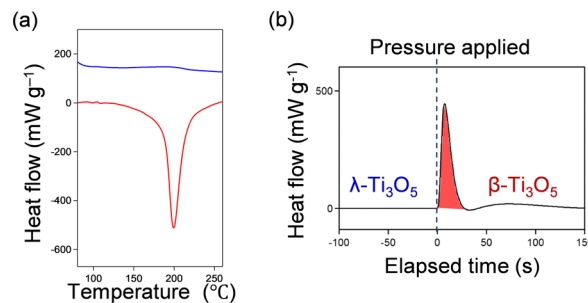 (a)
200
0
-200
-400
-600
Heat flow (mW g⁻¹)
100
150
200
250
Temperature (℃)
(b)
Pressure applied
500
0
Heat flow (mW g⁻¹)
λ-Ti₃O₅
β-Ti₃O₅
-100
-50
0
50
100
150
Elapsed time (s)